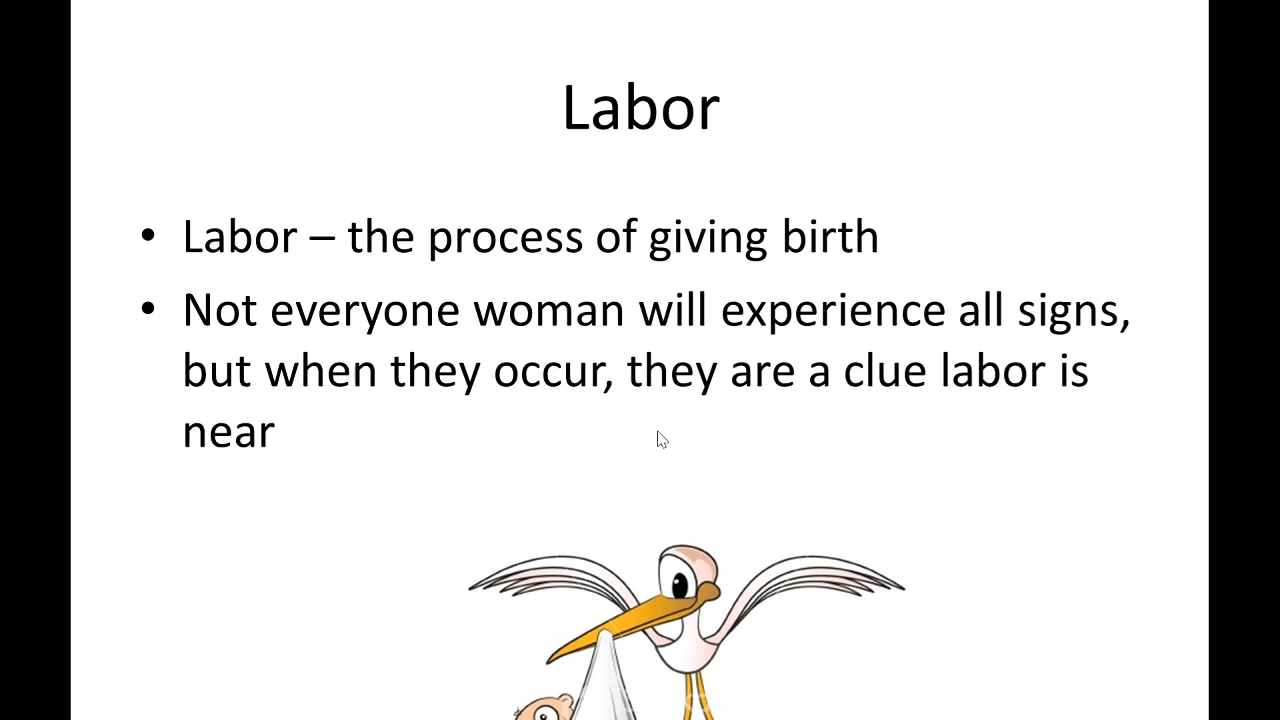 Labor
• Labor – the process of giving birth
• Not everyone woman will experience all signs,
but when they occur, they are a clue labor is
near